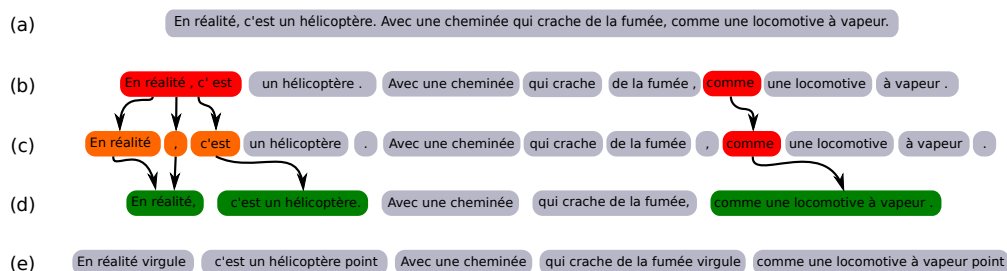 (a) En réalité, c'est un hélicoptère. Avec une cheminée qui crache de la fumée, comme une locomotive à vapeur.
(b) En réalité , c' est un hélicoptère . Avec une cheminée qui crache de la fumée , comme une locomotive à vapeur .
(c) En réalité , c'est un hélicoptère . Avec une cheminée qui crache de la fumée , comme une locomotive à vapeur .
(d) En réalité, c'est un hélicoptère. Avec une cheminée qui crache de la fumée, comme une locomotive à vapeur .
(e) En réalité virgule c'est un hélicoptère point Avec une cheminée qui crache de la fumée virgule comme une locomotive à vapeur point